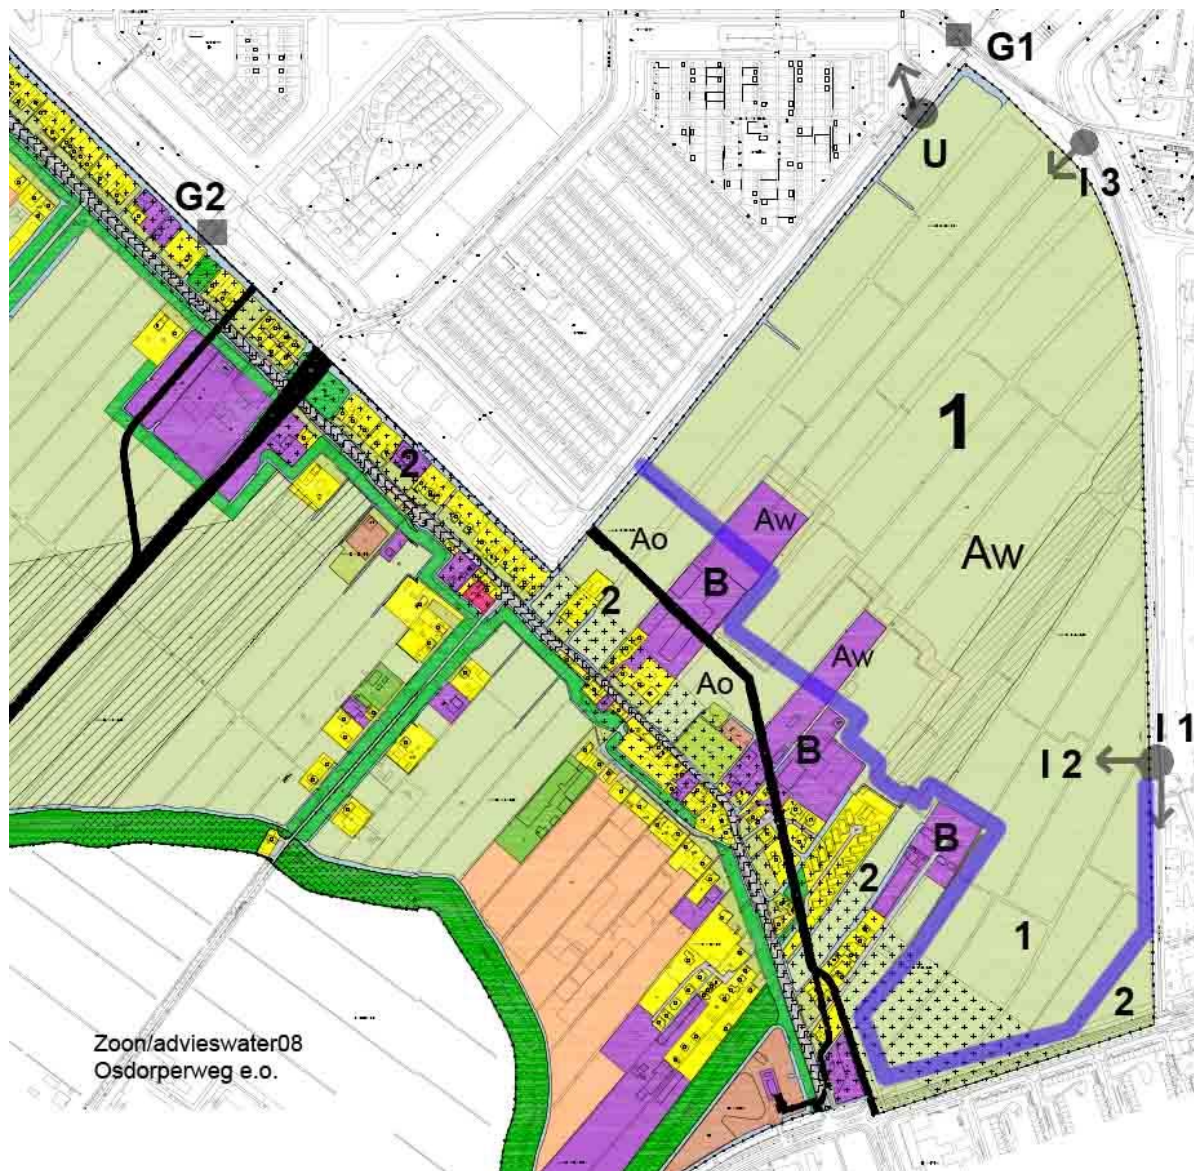 G1
U
I 3
G2
1
2
Ao
Aw
Aw
B
2
Ao
Aw
B
I 1
I 2
B
2
1
2
Zoon/advieswater08
Osdorperweg e.o.